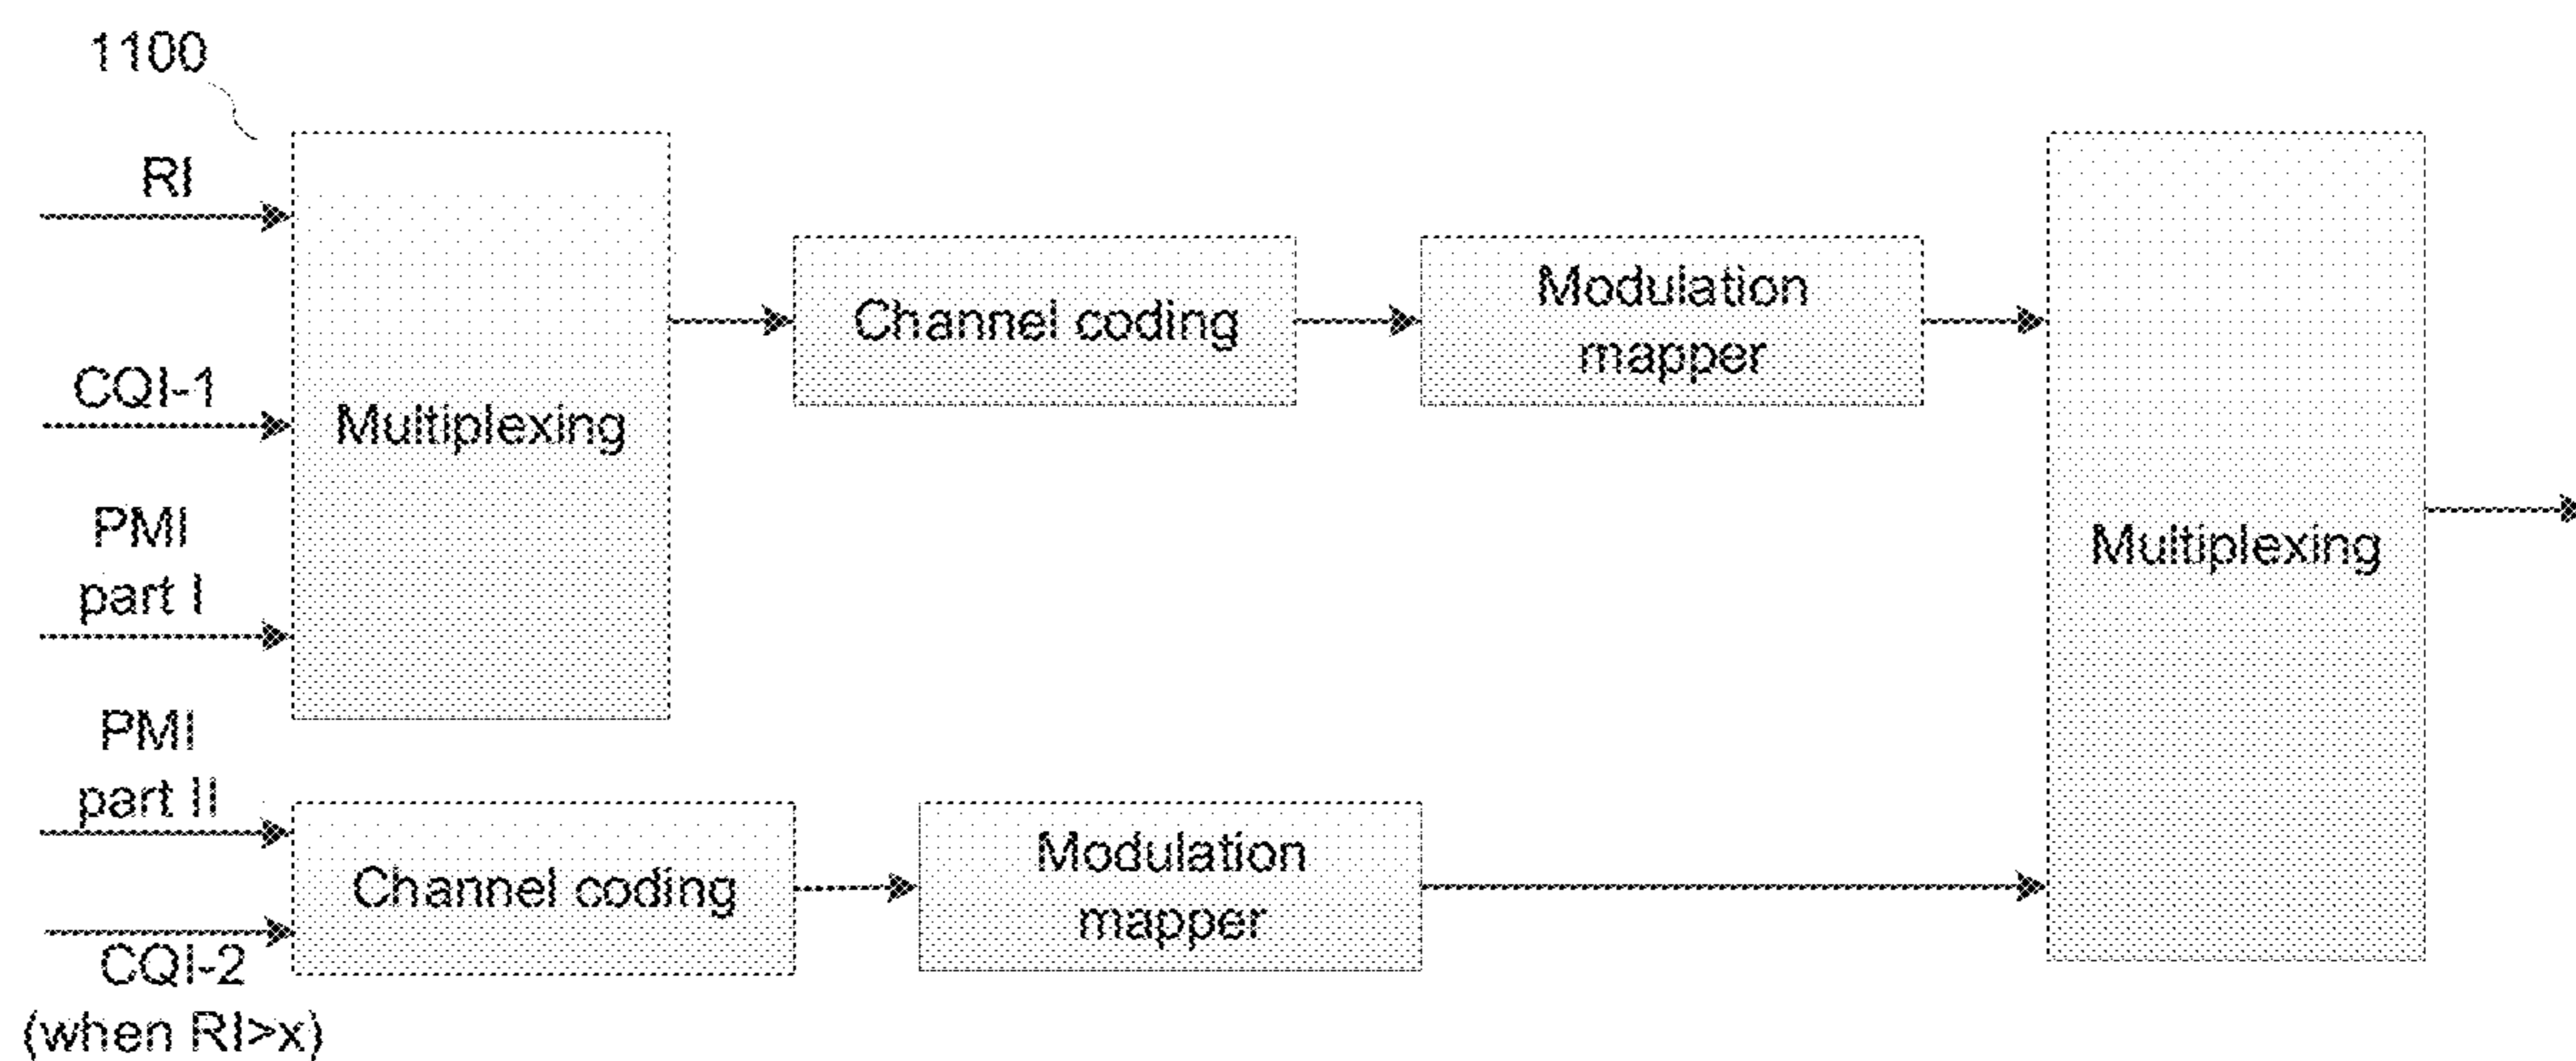 1100
RI
CQI-1
PMI
part I
PMI
part II
CQI-2
(when RI>x)
Multiplexing
Channel coding
Modulation
mapper
Channel coding
Modulation
mapper
Multiplexing